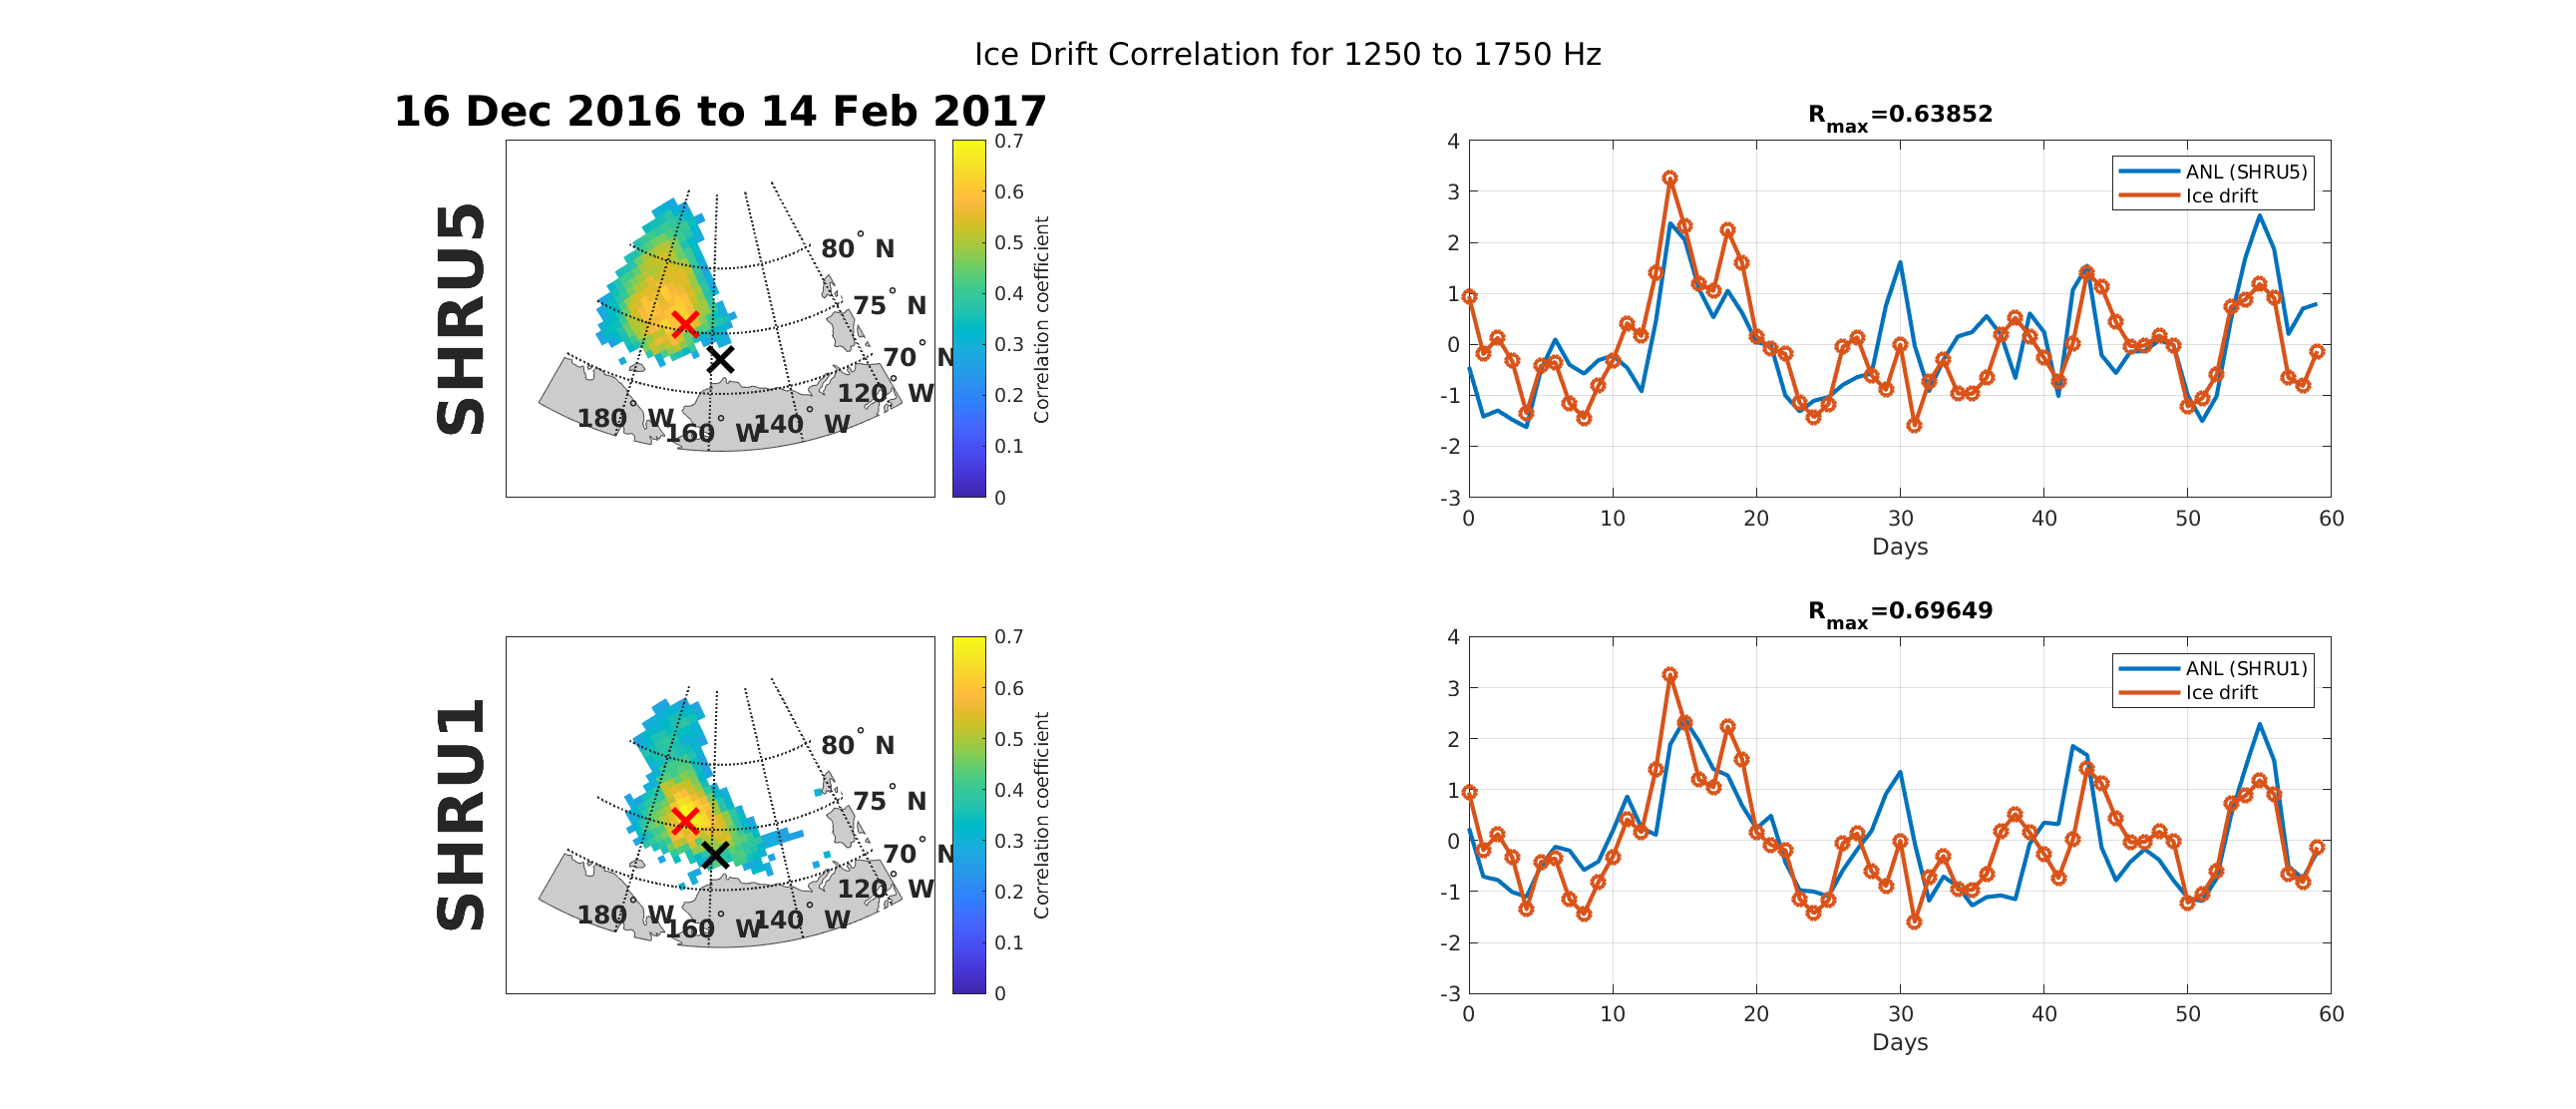 Ice Drift Correlation for 1250 to 1750 Hz
16 Dec 2016 to 14 Feb 2017
SHRU5
80° N
75° N
70° N
120° W
140° W
160° W
180° W
0.7
0.6
0.5
0.4
0.3
0.2
0.1
0
Correlation coefficient
Rmax=0.63852
ANL (SHRU5)
Ice drift
4
3
2
1
0
-1
-2
-3
0 10 20 30 40 50 60
Days
SHRU1
80° N
75° N
70° N
120° W
140° W
160° W
180° W
0.7
0.6
0.5
0.4
0.3
0.2
0.1
0
Correlation coefficient
Rmax=0.69649
ANL (SHRU1)
Ice drift
4
3
2
1
0
-1
-2
-3
0 10 20 30 40 50 60
Days